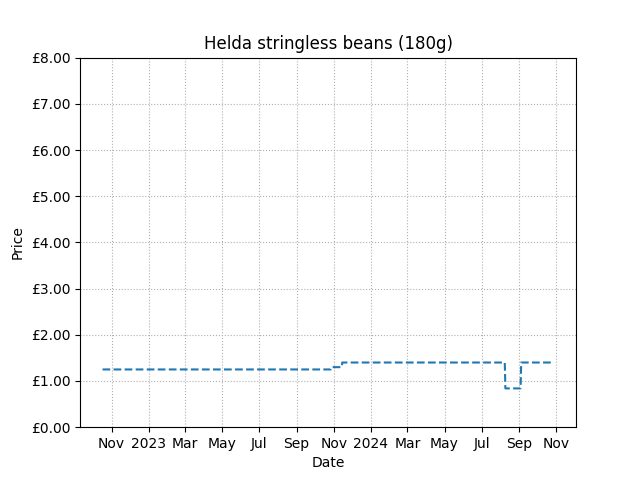 Helda stringless beans (180g)
£8.00
£7.00
£6.00
£5.00
£4.00
£3.00
£2.00
£1.00
£0.00
Price
Nov 2023 Mar May Jul Sep Nov 2024 Mar May Jul Sep Nov
Date